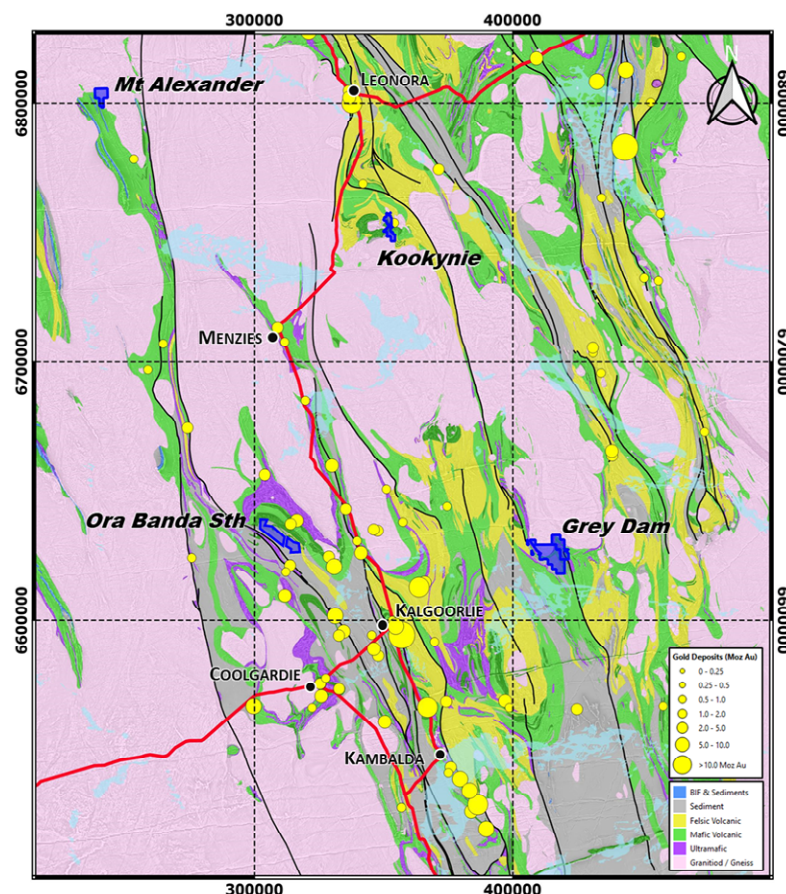 300000
400000
N
Mt Alexander
LEONORA
6800000
6800000
Kookynie
MENZIES
6700000
6700000
Ora Banda Sth
Grey Dam
6600000
6600000
KALGOORLIE
COOLGARDIE
KAMBALDA
Gold Deposits (Moz Au)
0 - 0.25
0.25 - 0.5
0.5 - 1.0
1.0 - 2.0
2.0 - 5.0
5.0 - 10.0
>10.0 Moz Au
BIF & Sediments
Sediment
Felsic Volcanic
Mafic Volcanic
Ultramafic
Granitiod / Gneiss
300000
400000